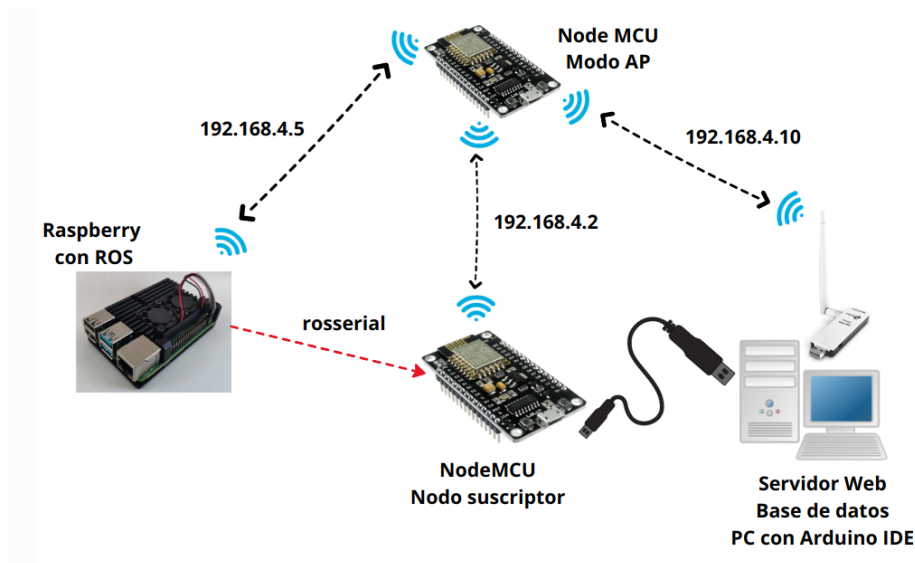 Node MCU
Modo AP
192.168.4.5
192.168.4.10
192.168.4.2
Raspberry
con ROS
rosserial
NodeMCU
Nodo suscriptor
Servidor Web
Base de datos
PC con Arduino IDE